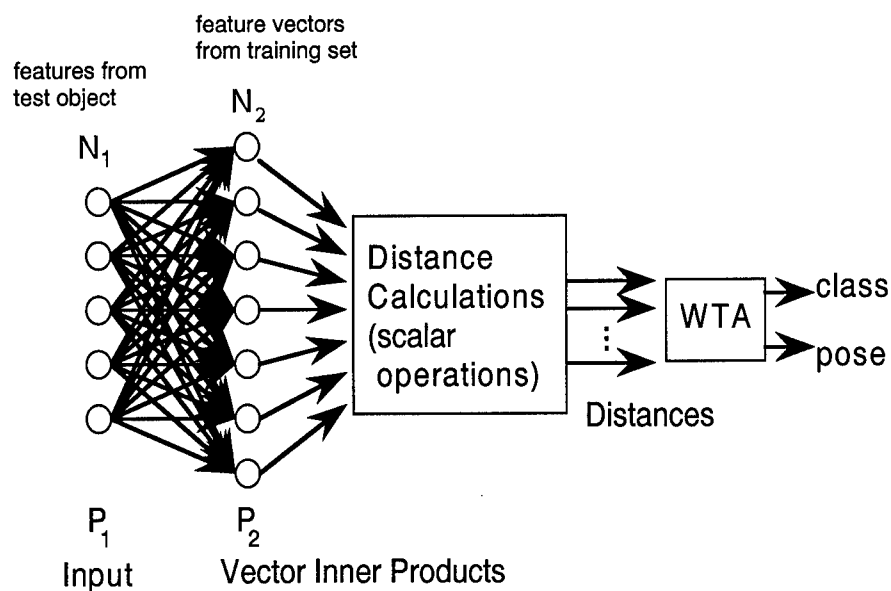 feature vectors
from training set
features from
test object
N2
N1
Distance
Calculations
(scalar
operations)
WTA
class
pose
Distances
P1
P2
Input
Vector Inner Products